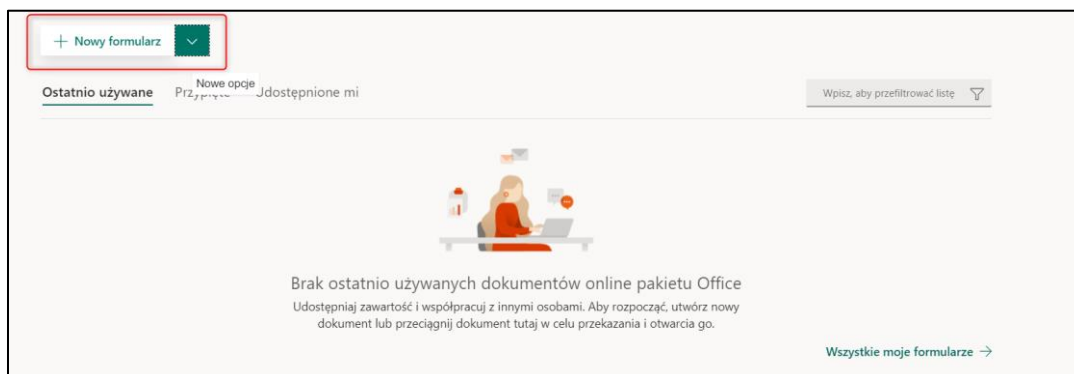 + Nowy formularz
Nowe opcje
Ostatnio używane Przypięte Udostępnione mi
Wpisz, aby przefiltrować listę
Brak ostatnio używanych dokumentów online pakietu Office
Udostępniaj zawartość i współpracuj z innymi osobami. Aby rozpocząć, utwórz nowy
dokument lub przeciągnij dokument tutaj w celu przekazania i otwarcia go.
Wszystkie moje formularze →